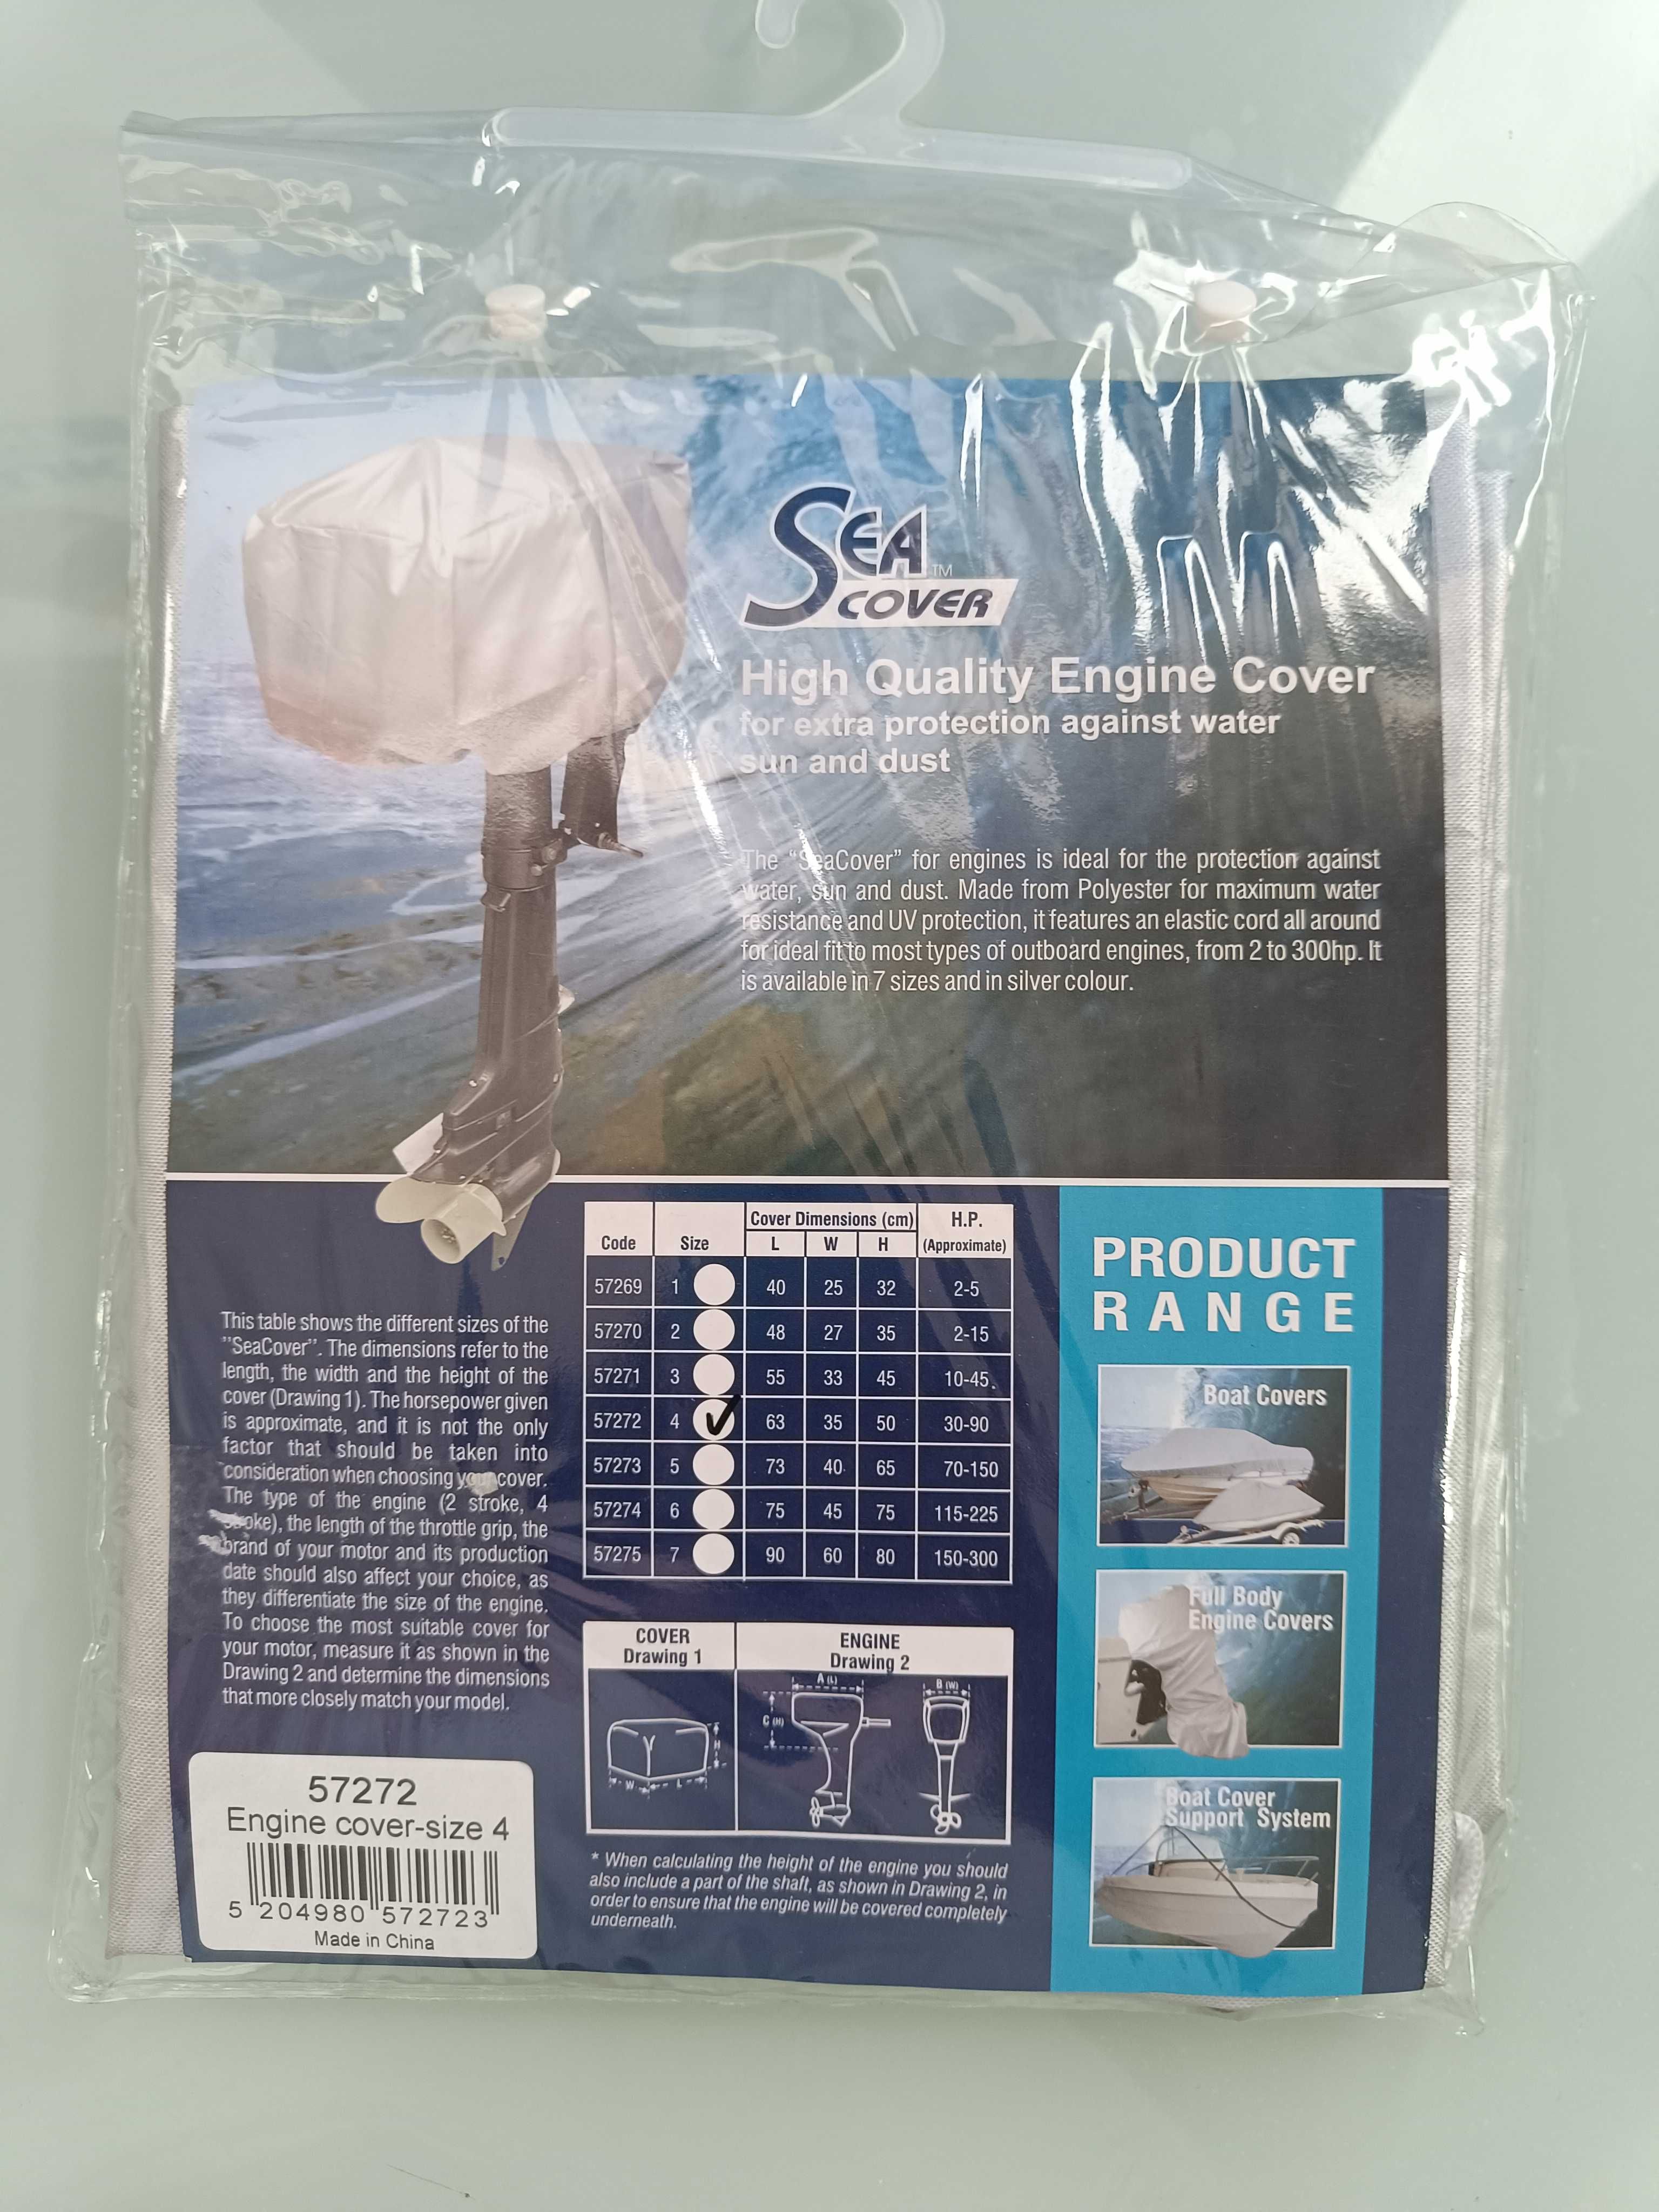 SEA
TM
COVER
High Quality Engine Cover
for extra protection against water
sun and dust
The “SeaCover” for engines is ideal for the protection against
water, sun and dust. Made from Polyester for maximum water
resistance and UV protection, it features an elastic cord all around
for ideal fit to most types of outboard engines, from 2 to 300hp. It
is available in 7 sizes and in silver colour.
This table shows the different sizes of the
"SeaCover". The dimensions refer to the
length, the width and the height of the
cover (Drawing 1). The horsepower given
is approximate, and it is not the only
factor that should be taken into
consideration when choosing your cover.
The type of the engine (2 stroke, 4
stroke), the length of the throttle grip, the
brand of your motor and its production
date should also affect your choice, as
they differentiate the size of the engine.
To choose the most suitable cover for
your motor, measure it as shown in the
Drawing 2 and determine the dimensions
that more closely match your model.
Code Size Cover Dimensions (cm) H.P.
L W H (Approximate)
57269 1 40 25 32 2-5
57270 2 48 27 35 2-15
57271 3 55 33 45 10-45
57272 4 63 35 50 30-90
57273 5 73 40 65 70-150
57274 6 75 45 75 115-225
57275 7 90 60 80 150-300
COVER
Drawing 1
H
W L
ENGINE
Drawing 2
A (L)
B (W)
C (H)
* When calculating the height of the engine you should
also include a part of the shaft, as shown in Drawing 2, in
order to ensure that the engine will be covered completely
underneath.
PRODUCT
RANGE
Boat Covers
Full Body
Engine Covers
Boat Cover
Support System
57272
Engine cover-size 4
5 204980 572723
Made in China